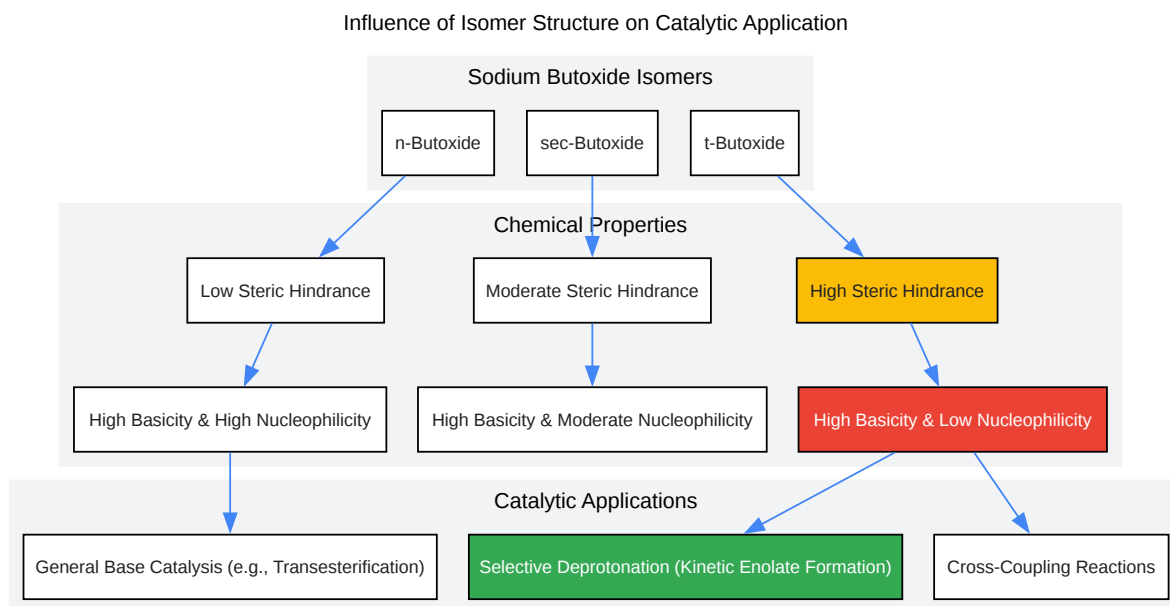 Influence of Isomer Structure on Catalytic Application
Sodium Butoxide Isomers
n-Butoxide
sec-Butoxide
t-Butoxide
Chemical Properties
Low Steric Hindrance
Moderate Steric Hindrance
High Steric Hindrance
High Basicity & High Nucleophilicity
High Basicity & Moderate Nucleophilicity
High Basicity & Low Nucleophilicity
Catalytic Applications
General Base Catalysis (e.g., Transesterification)
Selective Deprotonation (Kinetic Enolate Formation)
Cross-Coupling Reactions